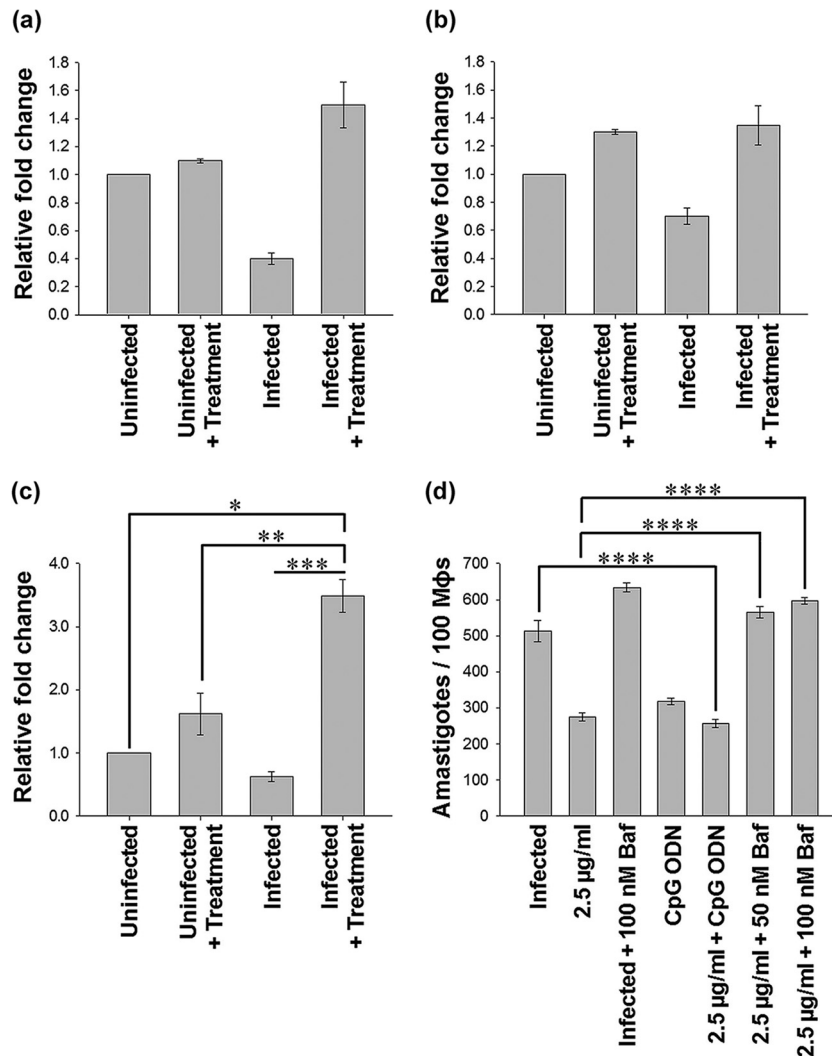 (a)
Relative fold change
1.8
1.6
1.4
1.2
1.0
0.8
0.6
0.4
0.2
0.0
Uninfected
Uninfected
+ Treatment
Infected
Infected
+ Treatment
(b)
Relative fold change
1.8
1.6
1.4
1.2
1.0
0.8
0.6
0.4
0.2
0.0
Uninfected
Uninfected
+ Treatment
Infected
Infected
+ Treatment
(c)
*
**
***
Relative fold change
4.0
3.0
2.0
1.0
0.0
Uninfected
Uninfected
+ Treatment
Infected
Infected
+ Treatment
(d)
****
****
****
Amastigotes / 100 Mϕs
700
600
500
400
300
200
100
0
Infected
2.5 µg/ml
Infected + 100 nM Baf
CpG ODN
2.5 µg/ml + CpG ODN
2.5 µg/ml + 50 nM Baf
2.5 µg/ml + 100 nM Baf